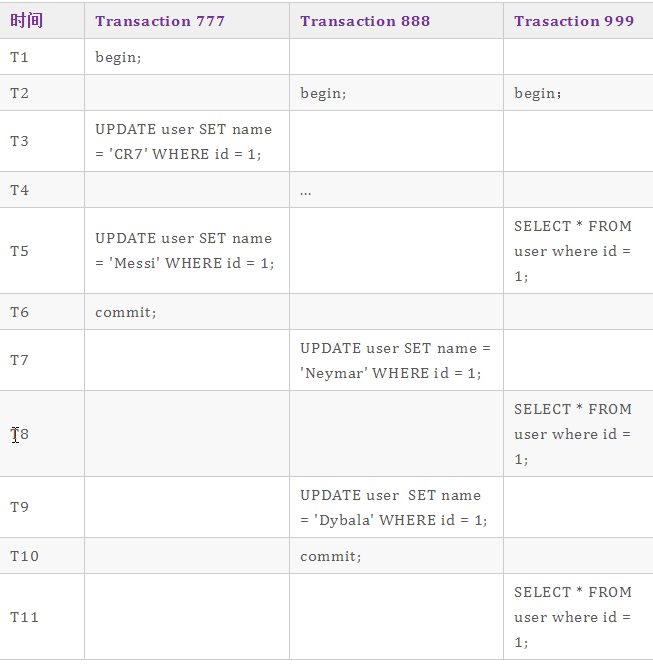 时间 Transaction 777 Transaction 888 Trasaction 999
T1 begin;
T2 begin; begin；
T3 UPDATE user SET name
= 'CR7' WHERE id = 1;
T4 ...
T5 UPDATE user SET name
= 'Messi' WHERE id = 1;
SELECT * FROM
user where id =
1;
T6 commit;
T7 UPDATE user SET name =
'Neymar' WHERE id = 1;
T8 SELECT * FROM
user where id =
1;
T9 UPDATE user SET name
= 'Dybala' WHERE id = 1;
T10 commit;
T11 SELECT * FROM
user where id =
1;